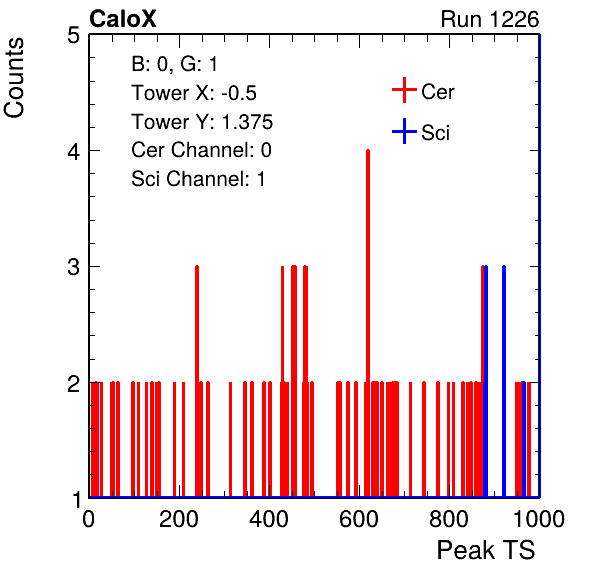 CaloX Run 1226
Counts
5
4
3
2
1
B: 0, G: 1
Tower X: -0.5
Tower Y: 1.375
Cer Channel: 0
Sci Channel: 1
Cer
Sci
0 200 400 600 800 1000
Peak TS